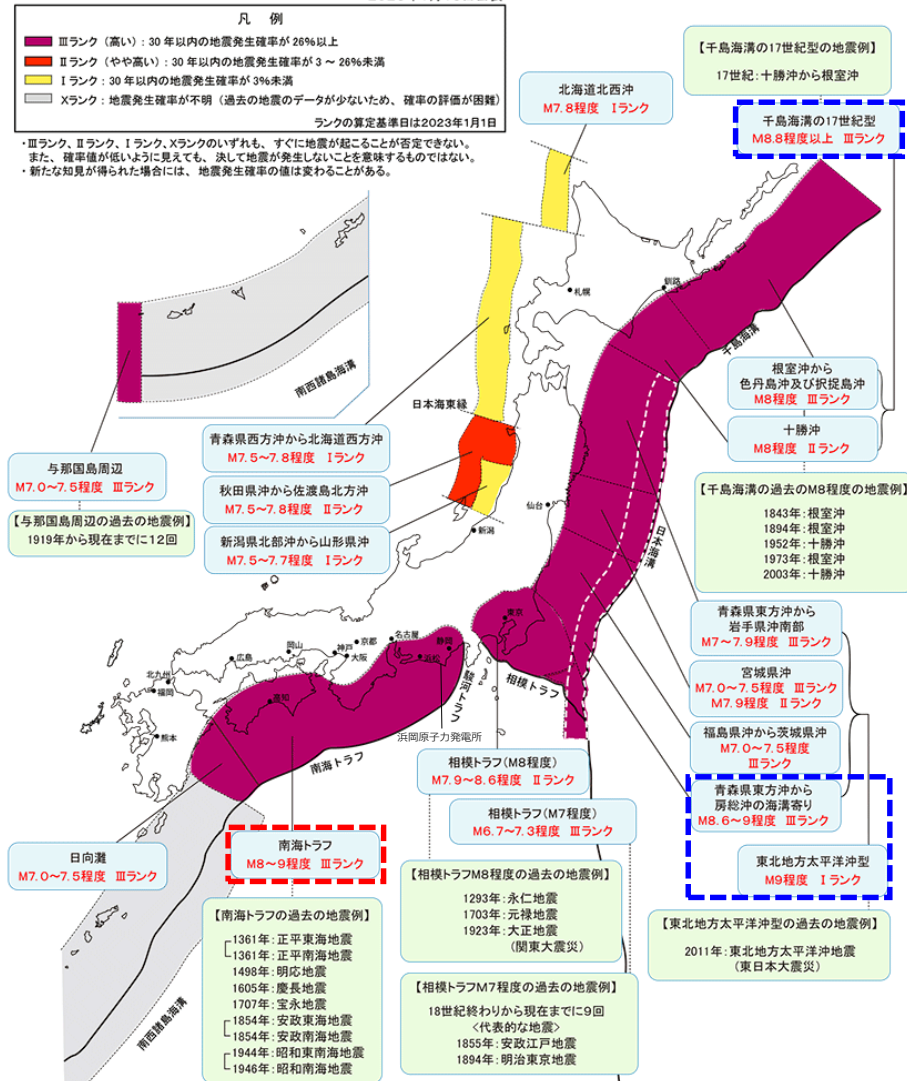 凡 例
Ⅲランク（高い）：30年以内の地震発生確率が26%以上
Ⅱランク（やや高い）：30年以内の地震発生確率が3～26%未満
Ⅰランク：30年以内の地震発生確率が3%未満
Xランク：地震発生確率が不明（過去の地震のデータが少ないため、確率の評価が困難）
ランクの算定基準日は2023年1月1日
・Ⅲランク、Ⅱランク、Ⅰランク、Xランクのいずれも、すぐに地震が起こることが否定できない。
また、確率値が低いように見えても、決して地震が発生しないことを意味するものではない。
・新たな知見が得られた場合には、地震発生確率の値は変わることがある。
北海道北西沖
M7.8程度 Ⅰランク
【千島海溝の17世紀型の地震例】
17世紀：十勝沖から根室沖
千島海溝の17世紀型
M8.8程度以上 Ⅲランク
札幌
釧路
千島海溝
南西諸島海溝
日本海東縁
根室沖から
色丹島沖及び択捉島沖
M8程度 Ⅲランク
十勝沖
M8程度 Ⅱランク
青森県西方沖から北海道西方沖
M7.5～7.8程度 Ⅰランク
与那国島周辺
M7.0～7.5程度 Ⅲランク
秋田県沖から佐渡島北方沖
M7.5～7.8程度 Ⅱランク
【与那国島周辺の過去の地震例】
1919年から現在までに12回
新潟県北部沖から山形県沖
M7.5～7.7程度 Ⅰランク
仙台
新潟
日本海溝
【千島海溝の過去のM8程度の地震例】
1843年：根室沖
1894年：根室沖
1952年：十勝沖
1973年：根室沖
2003年：十勝沖
青森県東方沖から
岩手県沖南部
M7～7.9程度 Ⅲランク
宮城県沖
M7.0～7.5程度 Ⅲランク
M7.9程度 Ⅱランク
福島県沖から茨城県沖
M7.0～7.5程度
Ⅲランク
青森県東方沖から
房総沖の海溝寄り
M8.6～9程度 Ⅲランク
東北地方太平洋沖型
M9程度 Ⅰランク
【東北地方太平洋沖型の過去の地震例】
2011年：東北地方太平洋沖地震
（東日本大震災）
東京
名古屋
静岡
京都
神戸
浜松
大阪
岡山
広島
北九州
福岡
高知
熊本
駿河トラフ
相模トラフ
浜岡原子力発電所
南海トラフ
相模トラフ（M8程度）
M7.9～8.6程度 Ⅱランク
相模トラフ（M7程度）
M6.7～7.3程度 Ⅲランク
日向灘
M7.0～7.5程度 Ⅲランク
南海トラフ
M8～9程度 Ⅲランク
【相模トラフM8程度の過去の地震例】
1293年：永仁地震
1703年：元禄地震
1923年：大正地震
（関東大震災）
【南海トラフの過去の地震例】
1361年：正平東海地震
1361年：正平南海地震
1498年：明応地震
1605年：慶長地震
1707年：宝永地震
1854年：安政東海地震
1854年：安政南海地震
1944年：昭和東南海地震
1946年：昭和南海地震
【相模トラフM7程度の過去の地震例】
18世紀終わりから現在までに9回
<代表的な地震>
1855年：安政江戸地震
1894年：明治東京地震
南西諸島海溝